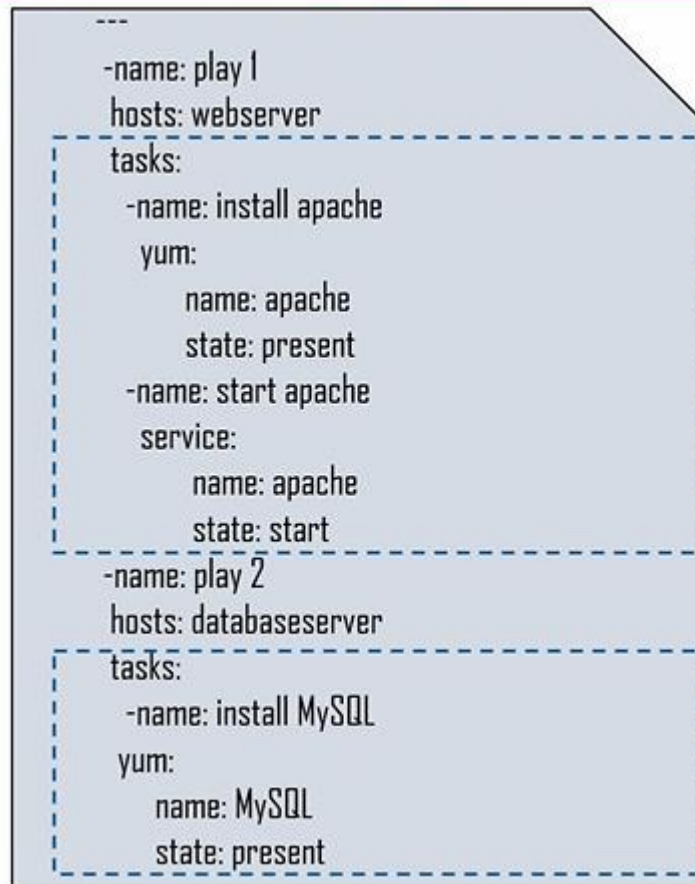 ---
-name: play 1
hosts: webserver
tasks:
-name: install apache
yum:
name: apache
state: present
-name: start apache
service:
name: apache
state: start
-name: play 2
hosts: databaseserver
tasks:
-name: install MySQL
yum:
name: MySQL
state: present